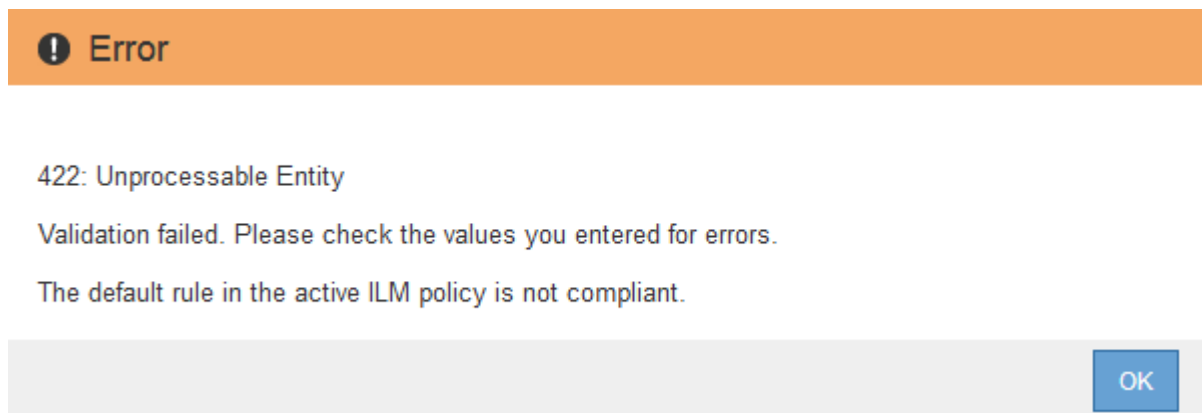 Error
422: Unprocessable Entity
Validation failed. Please check the values you entered for errors.
The default rule in the active ILM policy is not compliant.
OK